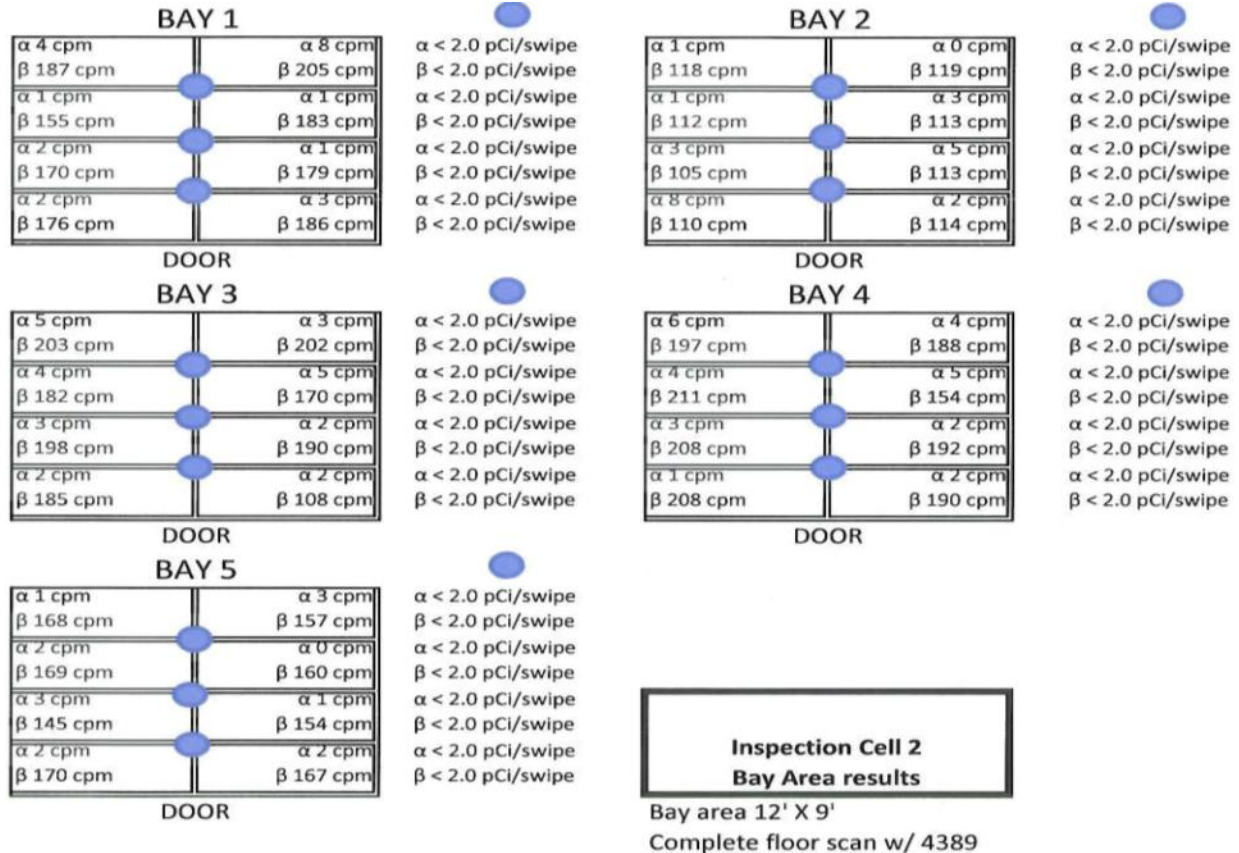 BAY 1
α 4 cpm α 8 cpm α < 2.0 pCi/swipe
β 187 cpm β 205 cpm β < 2.0 pCi/swipe
α 1 cpm α 1 cpm α < 2.0 pCi/swipe
β 155 cpm β 183 cpm β < 2.0 pCi/swipe
α 2 cpm α 1 cpm α < 2.0 pCi/swipe
β 170 cpm β 179 cpm β < 2.0 pCi/swipe
α 2 cpm α 3 cpm α < 2.0 pCi/swipe
β 176 cpm β 186 cpm β < 2.0 pCi/swipe
DOOR
BAY 2
α 1 cpm α 0 cpm α < 2.0 pCi/swipe
β 118 cpm β 119 cpm β < 2.0 pCi/swipe
α 1 cpm α 3 cpm α < 2.0 pCi/swipe
β 112 cpm β 113 cpm β < 2.0 pCi/swipe
α 3 cpm α 5 cpm α < 2.0 pCi/swipe
β 105 cpm β 113 cpm β < 2.0 pCi/swipe
α 8 cpm α 2 cpm α < 2.0 pCi/swipe
β 110 cpm β 114 cpm β < 2.0 pCi/swipe
DOOR
BAY 3
α 5 cpm α 3 cpm α < 2.0 pCi/swipe
β 203 cpm β 202 cpm β < 2.0 pCi/swipe
α 4 cpm α 5 cpm α < 2.0 pCi/swipe
β 182 cpm β 170 cpm β < 2.0 pCi/swipe
α 3 cpm α 2 cpm α < 2.0 pCi/swipe
β 198 cpm β 190 cpm β < 2.0 pCi/swipe
α 2 cpm α 2 cpm α < 2.0 pCi/swipe
β 185 cpm β 108 cpm β < 2.0 pCi/swipe
DOOR
BAY 4
α 6 cpm α 4 cpm α < 2.0 pCi/swipe
β 197 cpm β 188 cpm β < 2.0 pCi/swipe
α 4 cpm α 5 cpm α < 2.0 pCi/swipe
β 211 cpm β 154 cpm β < 2.0 pCi/swipe
α 3 cpm α 2 cpm α < 2.0 pCi/swipe
β 208 cpm β 192 cpm β < 2.0 pCi/swipe
α 1 cpm α 2 cpm α < 2.0 pCi/swipe
β 208 cpm β 190 cpm β < 2.0 pCi/swipe
DOOR
BAY 5
α 1 cpm α 3 cpm α < 2.0 pCi/swipe
β 168 cpm β 157 cpm β < 2.0 pCi/swipe
α 2 cpm α 0 cpm α < 2.0 pCi/swipe
β 169 cpm β 160 cpm β < 2.0 pCi/swipe
α 3 cpm α 1 cpm α < 2.0 pCi/swipe
β 145 cpm β 154 cpm β < 2.0 pCi/swipe
α 2 cpm α 2 cpm α < 2.0 pCi/swipe
β 170 cpm β 167 cpm β < 2.0 pCi/swipe
DOOR
Inspection Cell 2
Bay Area results
Bay area 12' X 9'
Complete floor scan w/ 4389